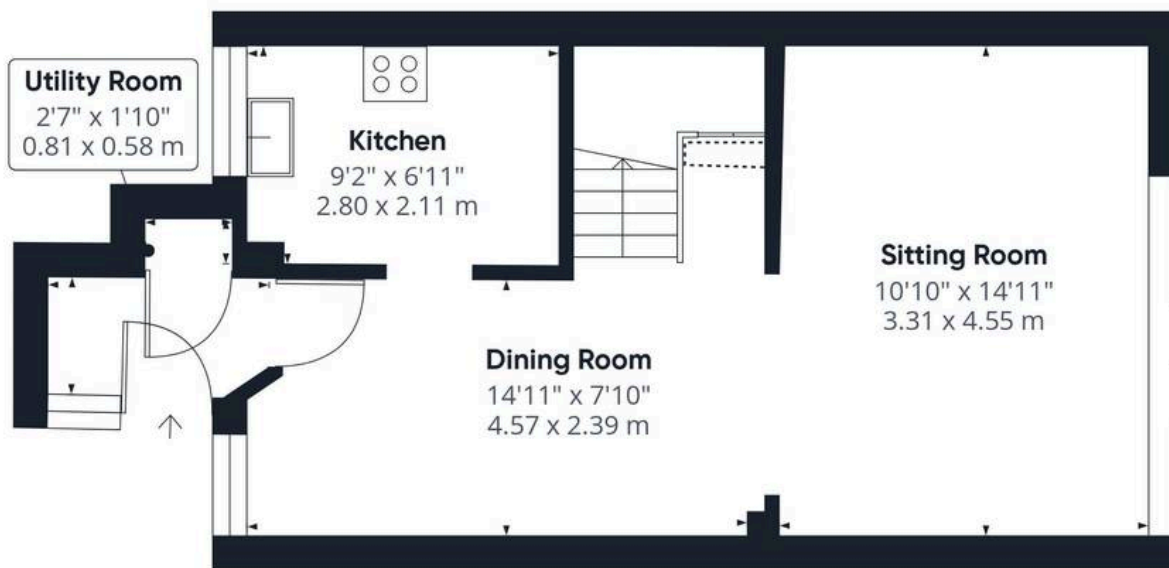 Utility Room
2'7" x 1'10"
0.81 x 0.58 m
Kitchen
9'2" x 6'11"
2.80 x 2.11 m
Sitting Room
10'10" x 14'11"
3.31 x 4.55 m
Dining Room
14'11" x 7'10"
4.57 x 2.39 m